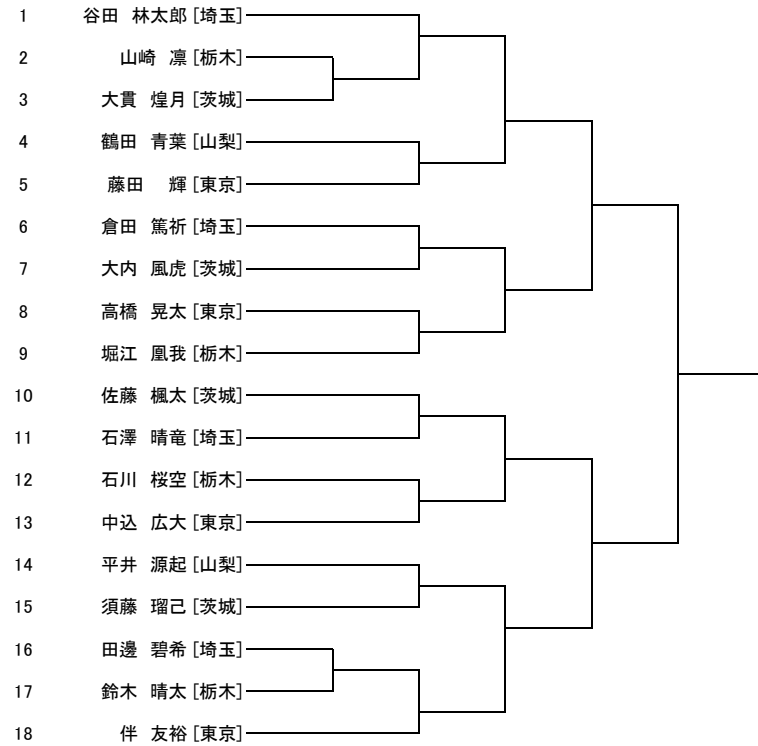 1 谷田 林太郎 [埼玉]
2 山崎 凛 [栃木]
3 大貫 煌月 [茨城]
4 鶴田 青葉 [山梨]
5 藤田 輝 [東京]
6 倉田 篤祈 [埼玉]
7 大内 風虎 [茨城]
8 高橋 晃太 [東京]
9 堀江 凰我 [栃木]
10 佐藤 楓太 [茨城]
11 石澤 晴竜 [埼玉]
12 石川 桜空 [栃木]
13 中込 広大 [東京]
14 平井 源起 [山梨]
15 須藤 瑠己 [茨城]
16 田邊 碧希 [埼玉]
17 鈴木 晴太 [栃木]
18 伴 友裕 [東京]